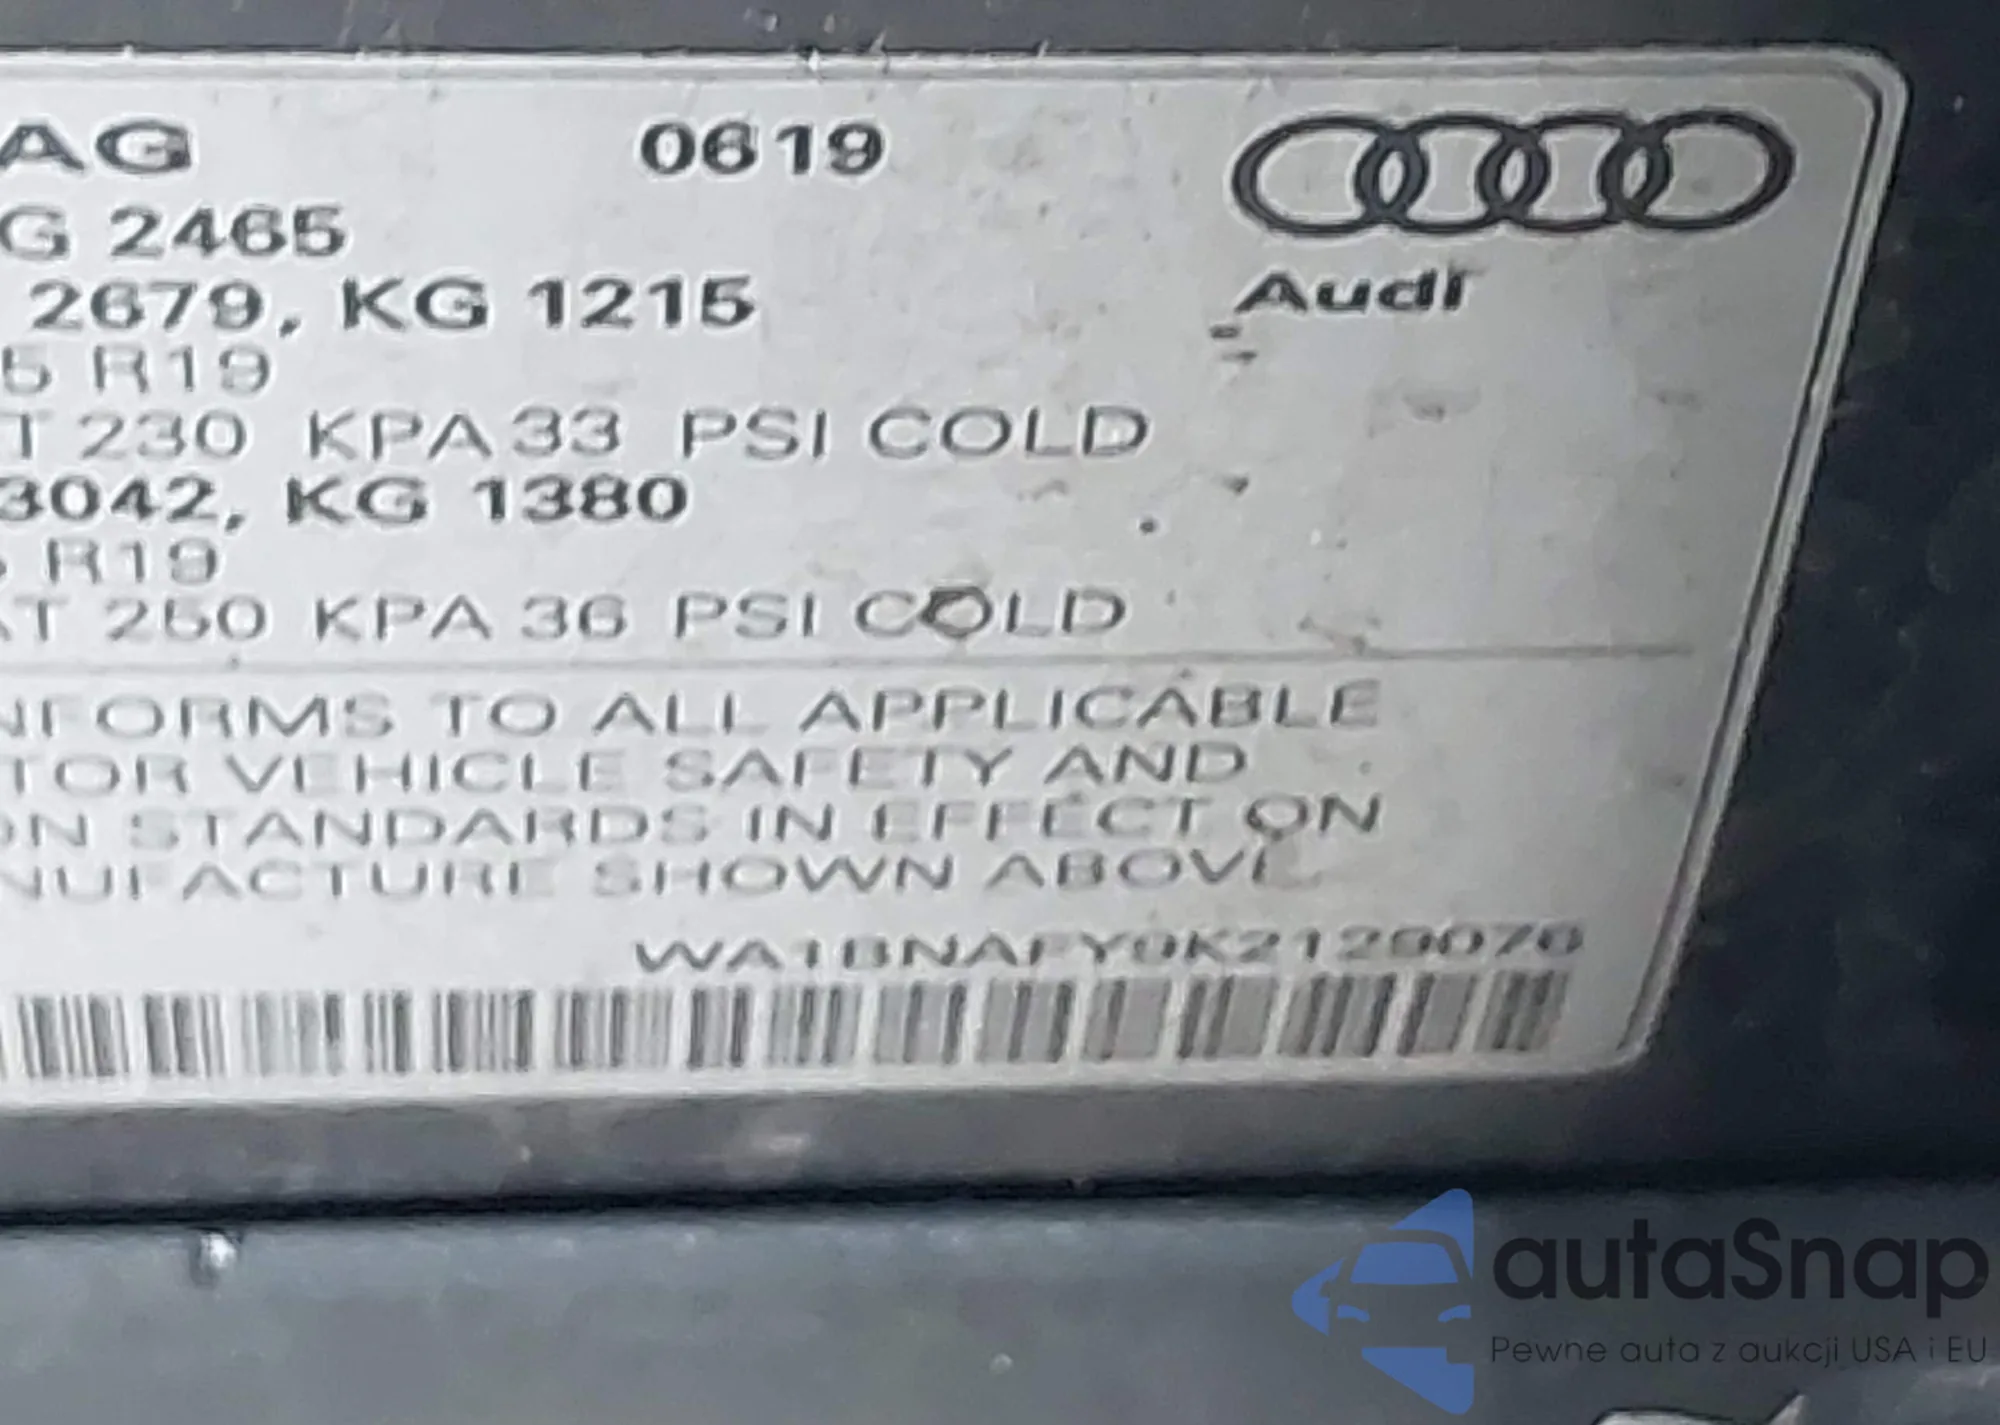 AG 0619
G 2465
2679, KG 1215
Audi
5 R19
T 230 KPA 33 PSI COLD
3042, KG 1380
R19
AT 250 KPA 36 PSI COLD
NFORMS TO ALL APPLICABLE
TOR VEHICLE SAFETY AND
ON STANDARDS IN EFFECT ON
NUFACTURE SHOWN ABOVE
autaSnap
Pewne auta z aukcji USA i EU